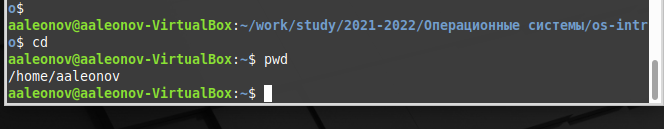 o$
aaleonov@aaleonov-VirtualBox:~/work/study/2021-2022/Операционные системы/os-intr
o$ cd
aaleonov@aaleonov-VirtualBox:~$ pwd
/home/aaleonov
aaleonov@aaleonov-VirtualBox:~$